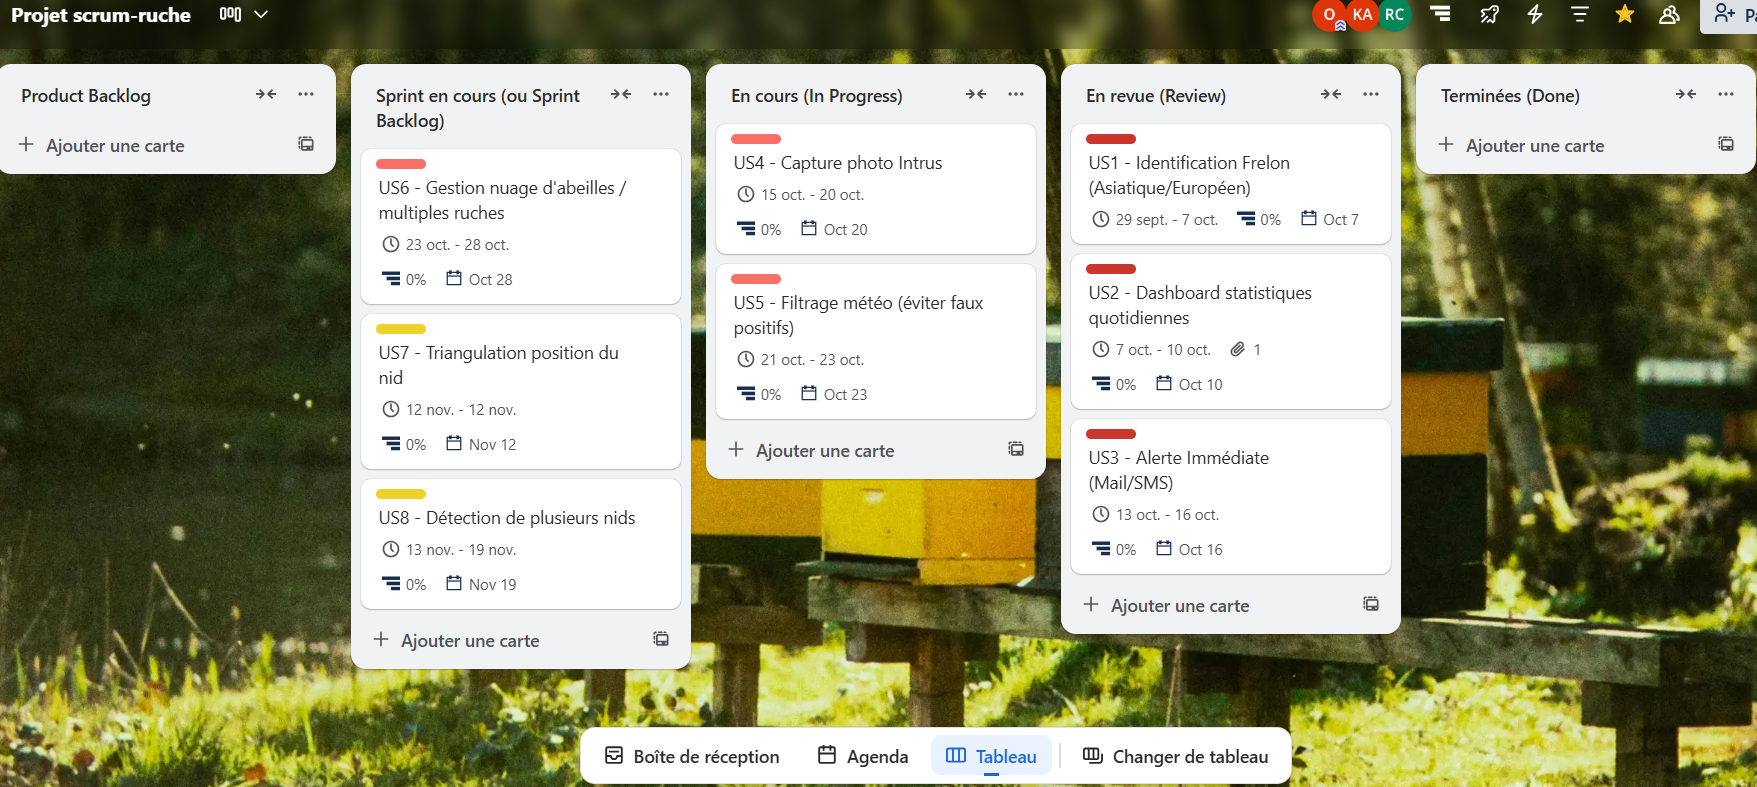 Projet scrum-ruche
O
KA
RC
Product Backlog
Ajouter une carte
Sprint en cours (ou Sprint
Backlog)
US6 - Gestion nuage d'abeilles /
multiples ruches
23 oct. - 28 oct.
0% Oct 28
US7 - Triangulation position du
nid
12 nov. - 12 nov.
0% Nov 12
US8 - Détection de plusieurs nids
13 nov. - 19 nov.
0% Nov 19
Ajouter une carte
En cours (In Progress)
US4 - Capture photo Intrus
15 oct. - 20 oct.
0% Oct 20
US5 - Filtrage météo (éviter faux
positifs)
21 oct. - 23 oct.
0% Oct 23
Ajouter une carte
En revue (Review)
US1 - Identification Frelon
(Asiatique/Européen)
29 sept. - 7 oct. 0% Oct 7
US2 - Dashboard statistiques
quotidiennes
7 oct. - 10 oct. 1
0% Oct 10
US3 - Alerte Immédiate
(Mail/SMS)
13 oct. - 16 oct.
0% Oct 16
Ajouter une carte
Terminées (Done)
Ajouter une carte
Boîte de réception
Agenda
Tableau
Changer de tableau